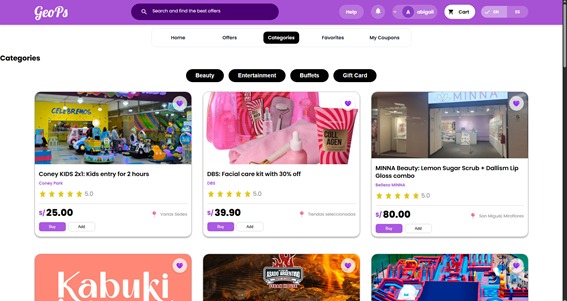 GeoPs
Search and find the best offers
Help
abigail
Cart
EN
ES
Home
Offers
Categories
Favorites
My Coupons
Categories
Beauty
Entertainment
Buffets
Gift Card
CELEBREMOS
COLLAGEN
MINNA
Coney KIDS 2x1: Kids entry for 2 hours
Coney Park
5.0
S/25.00
Varias Sedes
Buy
Add
DBS: Facial care kit with 30% off
DBS
5.0
S/39.90
Tiendas seleccionadas
Buy
Add
MINNA Beauty: Lemon Sugar Scrub + Dallism Lip
Gloss combo
Belleza MINNA
5.0
S/80.00
San Miguel Miraflores
Buy
Add
Kabuki
ASADO ARGENTINO
STEAK HOUSE